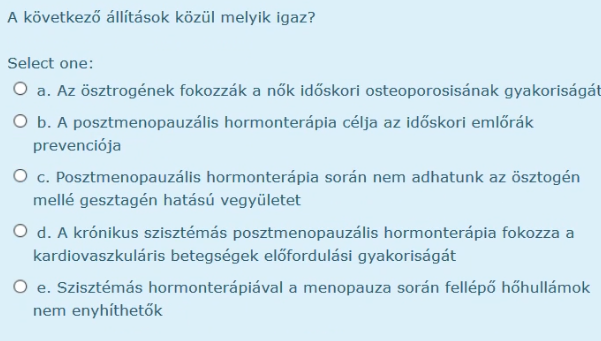 A következő állítások közül melyik igaz?
Select one:
a. Az ösztrogének fokozzák a nők időskori osteoporosisának gyakoriságát
b. A posztmenopauzális hormonterápia célja az időskori emlőrák
prevenciója
c. Posztmenopauzális hormonterápia során nem adhatunk az ösztogén
mellé gesztagén hatású vegyületet
d. A krónikus szisztémás posztmenopauzális hormonterápia fokozza a
kardiovaszkuláris betegségek előfordulási gyakoriságát
e. Szisztémás hormonterápiával a menopauza során fellépő hőhullámok
nem enyhíthetők